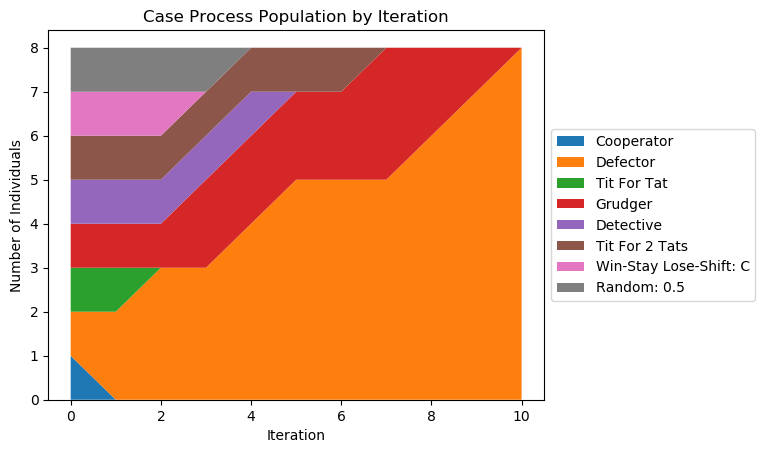 Case Process Population by Iteration
Number of Individuals
8
7
6
5
4
3
2
1
0
0 2 4 6 8 10
Iteration
Cooperator
Defector
Tit For Tat
Grudger
Detective
Tit For 2 Tats
Win-Stay Lose-Shift: C
Random: 0.5